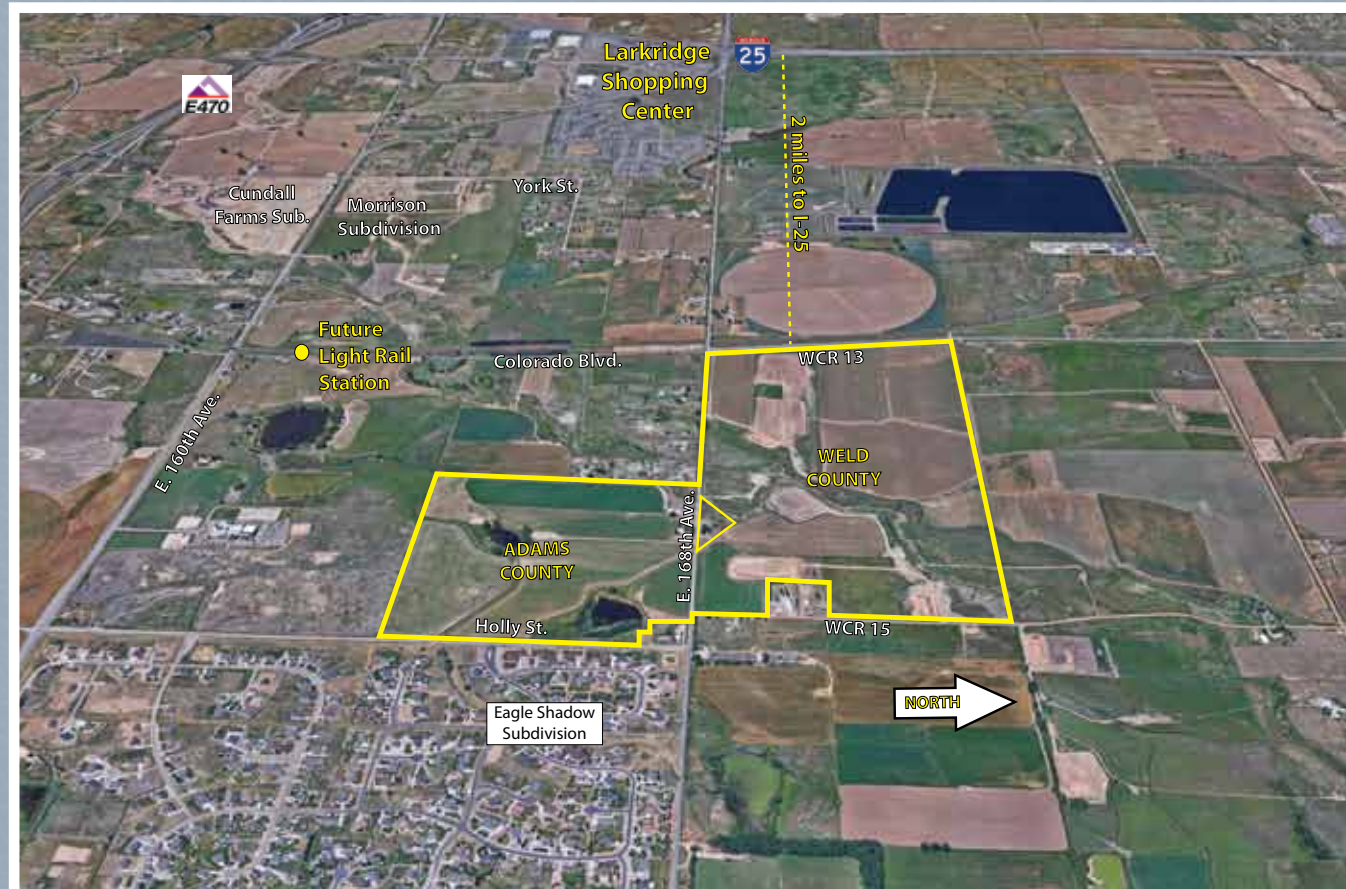 Larkridge
Shopping
Center
25
E470
2 miles to I-25
York St.
Cundall
Farms Sub.
Morrison
Subdivision
Future
Light Rail
Station
Colorado Blvd.
WCR 13
E. 160th Ave.
WELD
COUNTY
E. 168th Ave.
ADAMS
COUNTY
Holly St.
WCR 15
NORTH
Eagle Shadow
Subdivision